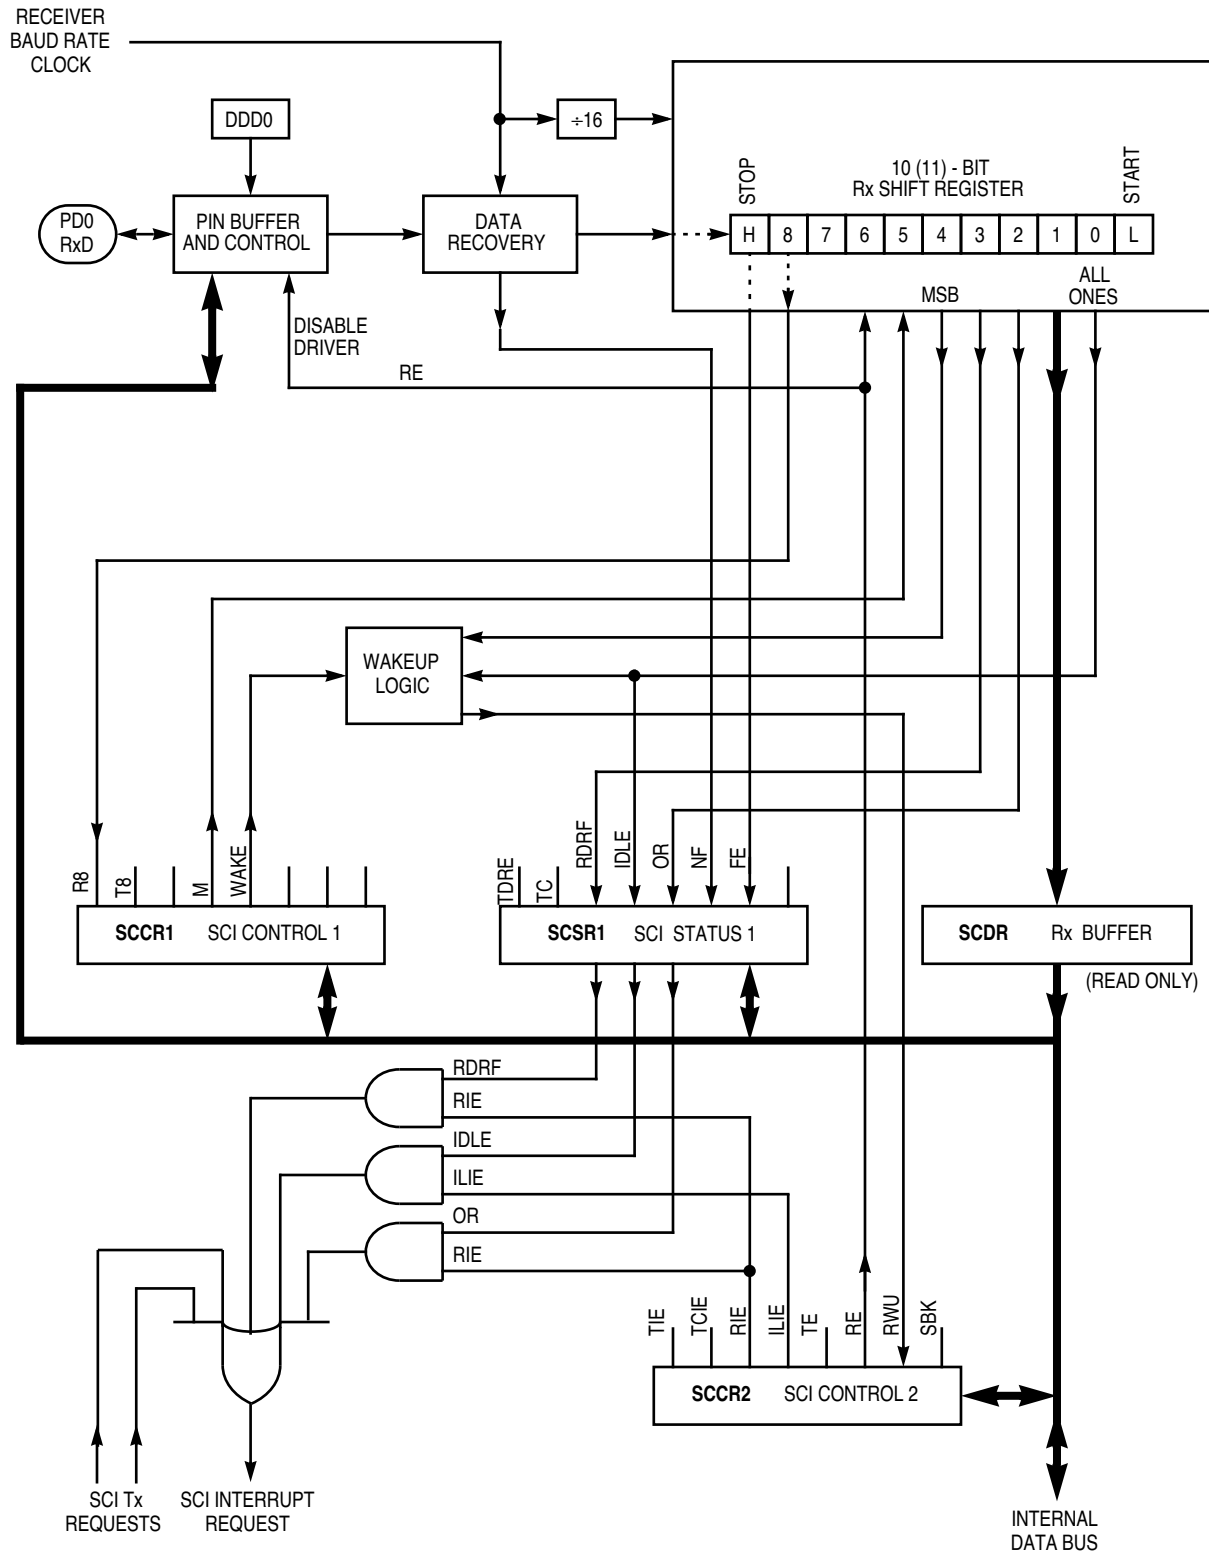 RECEIVER
BAUD RATE
CLOCK
DDD0
÷16
STOP
10 (11) - BIT
Rx SHIFT REGISTER
START
PD0
RxD
PIN BUFFER
AND CONTROL
DATA
RECOVERY
H 8 7 6 5 4 3 2 1 0 L
MSB
ALL
ONES
DISABLE
DRIVER
RE
WAKEUP
LOGIC
R8
T8
M
WAKE
TDRE
TC
RDRF
IDLE
OR
NF
FE
SCCR1 SCI CONTROL 1
SCSR1 SCI STATUS 1
SCDR Rx BUFFER
(READ ONLY)
RDRF
RIE
IDLE
ILIE
OR
RIE
TIE
TCIE
RIE
ILIE
TE
RE
RWU
SBK
SCCR2 SCI CONTROL 2
SCI Tx
REQUESTS
SCI INTERRUPT
REQUEST
INTERNAL
DATA BUS